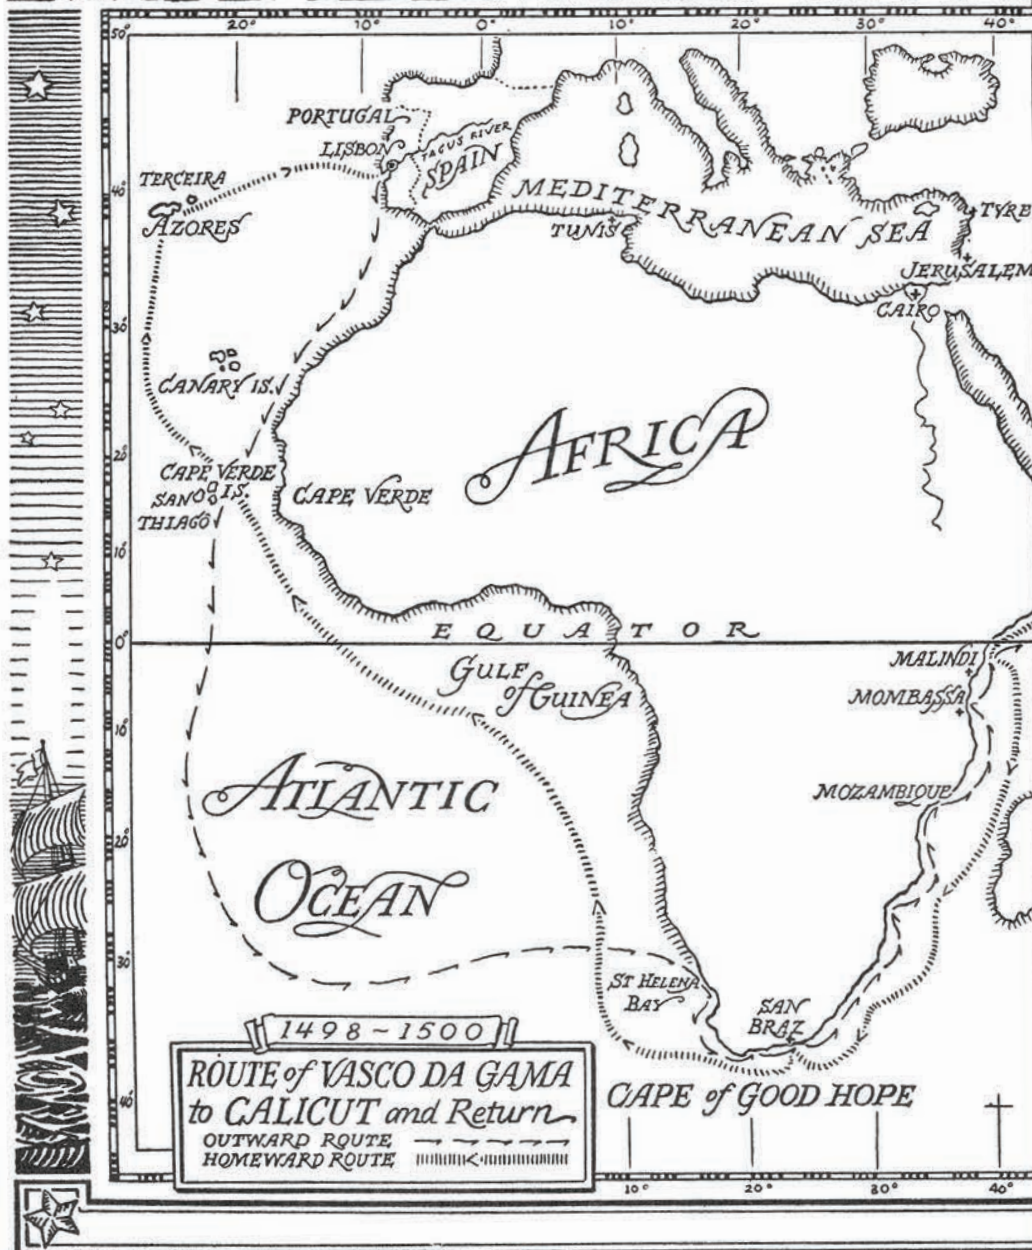 20° 10° 0° 10° 20° 30° 40°
50°
PORTUGAL
LISBON
TAGUS RIVER
SPAIN
TERCEIRA
AZORES
40°
MEDITERRANEAN SEA
TUNIS
TYRE
JERUSALEM
CAIRO
30°
CANARY IS.
AFRICA
20°
CAPE VERDE
IS.
SAN
THIAGO
CAPE VERDE
10°
EQUATOR
0°
GULF
of GUINEA
MALINDI
MOMBASSA
10°
ATLANTIC
OCEAN
MOZAMBIQUE
20°
30°
ST HELENA
BAY
SAN
BRAZ
1498~1500
ROUTE of VASCO DA GAMA
to CALICUT and Return
OUTWARD ROUTE
HOMEWARD ROUTE
CAPE of GOOD HOPE
40°
10° 20° 30° 40°